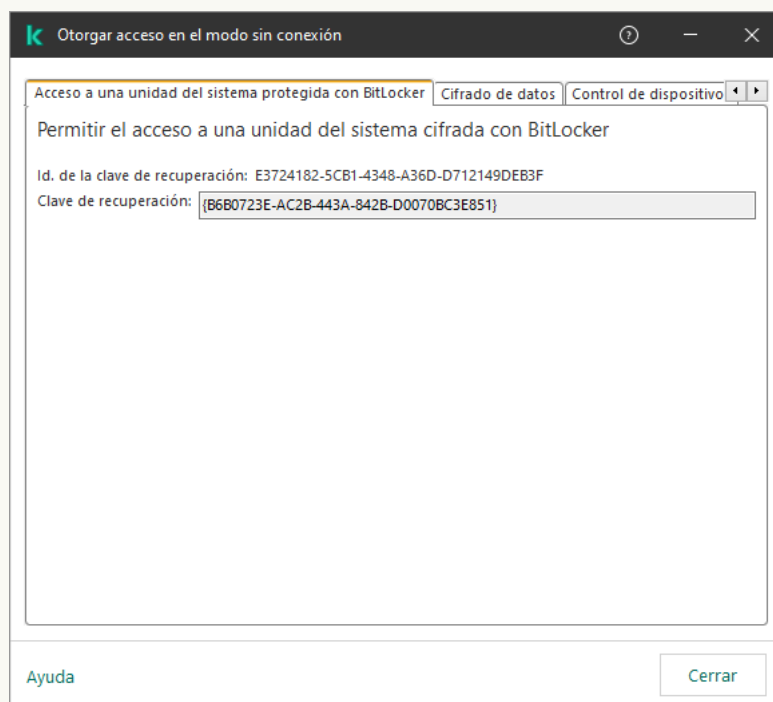 Otorgar acceso en el modo sin conexión
Acceso a una unidad del sistema protegida con BitLocker
Cifrado de datos
Control de dispositivo
Permitir el acceso a una unidad del sistema cifrada con BitLocker
Id. de la clave de recuperación: E3724182-5CB1-4348-A36D-D712149DEB3F
Clave de recuperación: {B6B0723E-AC2B-443A-842B-D0070BC3E851}
Ayuda
Cerrar